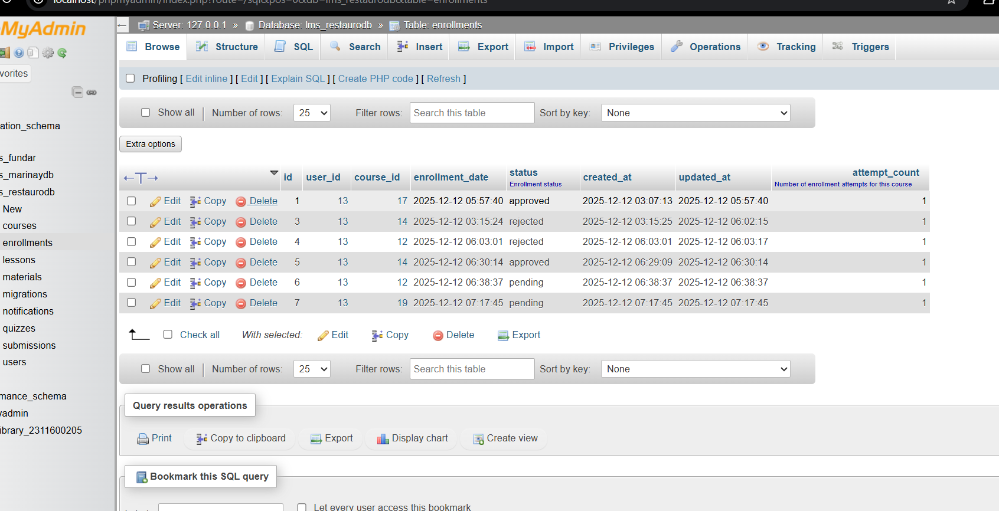 localhost/phpmyadmin/index.php?route=/sql&pos=0&db=lms_restaurodb&table=enrollments
MyAdmin
vorites
ation_schema
s_fundar
s_marinaydb
s_restaurodb
New
courses
enrollments
lessons
materials
migrations
notifications
quizzes
submissions
users
mance_schema
yadmin
ibrary_2311600205
Server: 127.0.0.1 » Database: lms_restaurodb » Table: enrollments
Browse Structure SQL Search Insert Export Import Privileges Operations Tracking Triggers
Profiling [ Edit inline ] [ Edit ] [ Explain SQL ] [ Create PHP code ] [ Refresh ]
Show all Number of rows: 25 Filter rows: Search this table Sort by key: None
Extra options
←T→ id user_id course_id enrollment_date status created_at updated_at attempt_count
Enrollment status Number of enrollment attempts for this course
Edit Copy Delete 1 13 17 2025-12-12 05:57:40 approved 2025-12-12 03:07:13 2025-12-12 05:57:40 1
Edit Copy Delete 3 13 14 2025-12-12 03:15:24 rejected 2025-12-12 03:15:25 2025-12-12 06:02:15 1
Edit Copy Delete 4 13 12 2025-12-12 06:03:01 rejected 2025-12-12 06:03:01 2025-12-12 06:03:17 1
Edit Copy Delete 5 13 14 2025-12-12 06:30:14 approved 2025-12-12 06:29:09 2025-12-12 06:30:14 1
Edit Copy Delete 6 13 12 2025-12-12 06:38:37 pending 2025-12-12 06:38:37 2025-12-12 06:38:37 1
Edit Copy Delete 7 13 19 2025-12-12 07:17:45 pending 2025-12-12 07:17:45 2025-12-12 07:17:45 1
Check all With selected: Edit Copy Delete Export
Show all Number of rows: 25 Filter rows: Search this table Sort by key: None
Query results operations
Print Copy to clipboard Export Display chart Create view
Bookmark this SQL query
Let every user access this bookmark